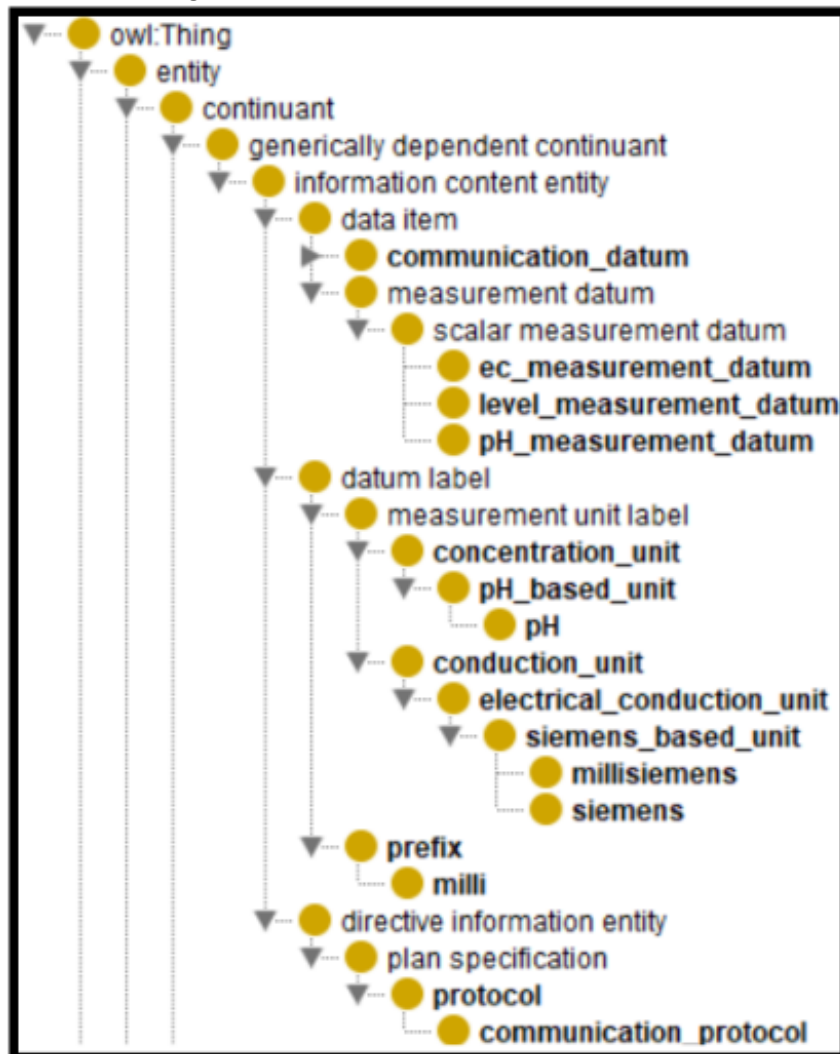 owl:Thing
entity
continuant
generically dependent continuant
information content entity
data item
communication_datum
measurement datum
scalar measurement datum
ec_measurement_datum
level_measurement_datum
pH_measurement_datum
datum label
measurement unit label
concentration_unit
pH_based_unit
pH
conduction_unit
electrical_conduction_unit
siemens_based_unit
millisiemens
siemens
prefix
milli
directive information entity
plan specification
protocol
communication_protocol